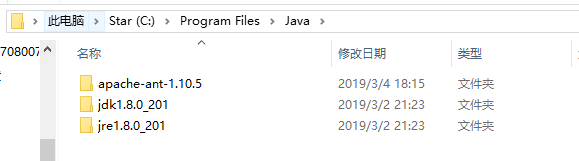 此电脑 › Star (C:) › Program Files › Java ›
708007
名称 修改日期 类型
apache-ant-1.10.5 2019/3/4 18:15 文件夹
jdk1.8.0_201 2019/3/2 21:23 文件夹
jre1.8.0_201 2019/3/2 21:23 文件夹